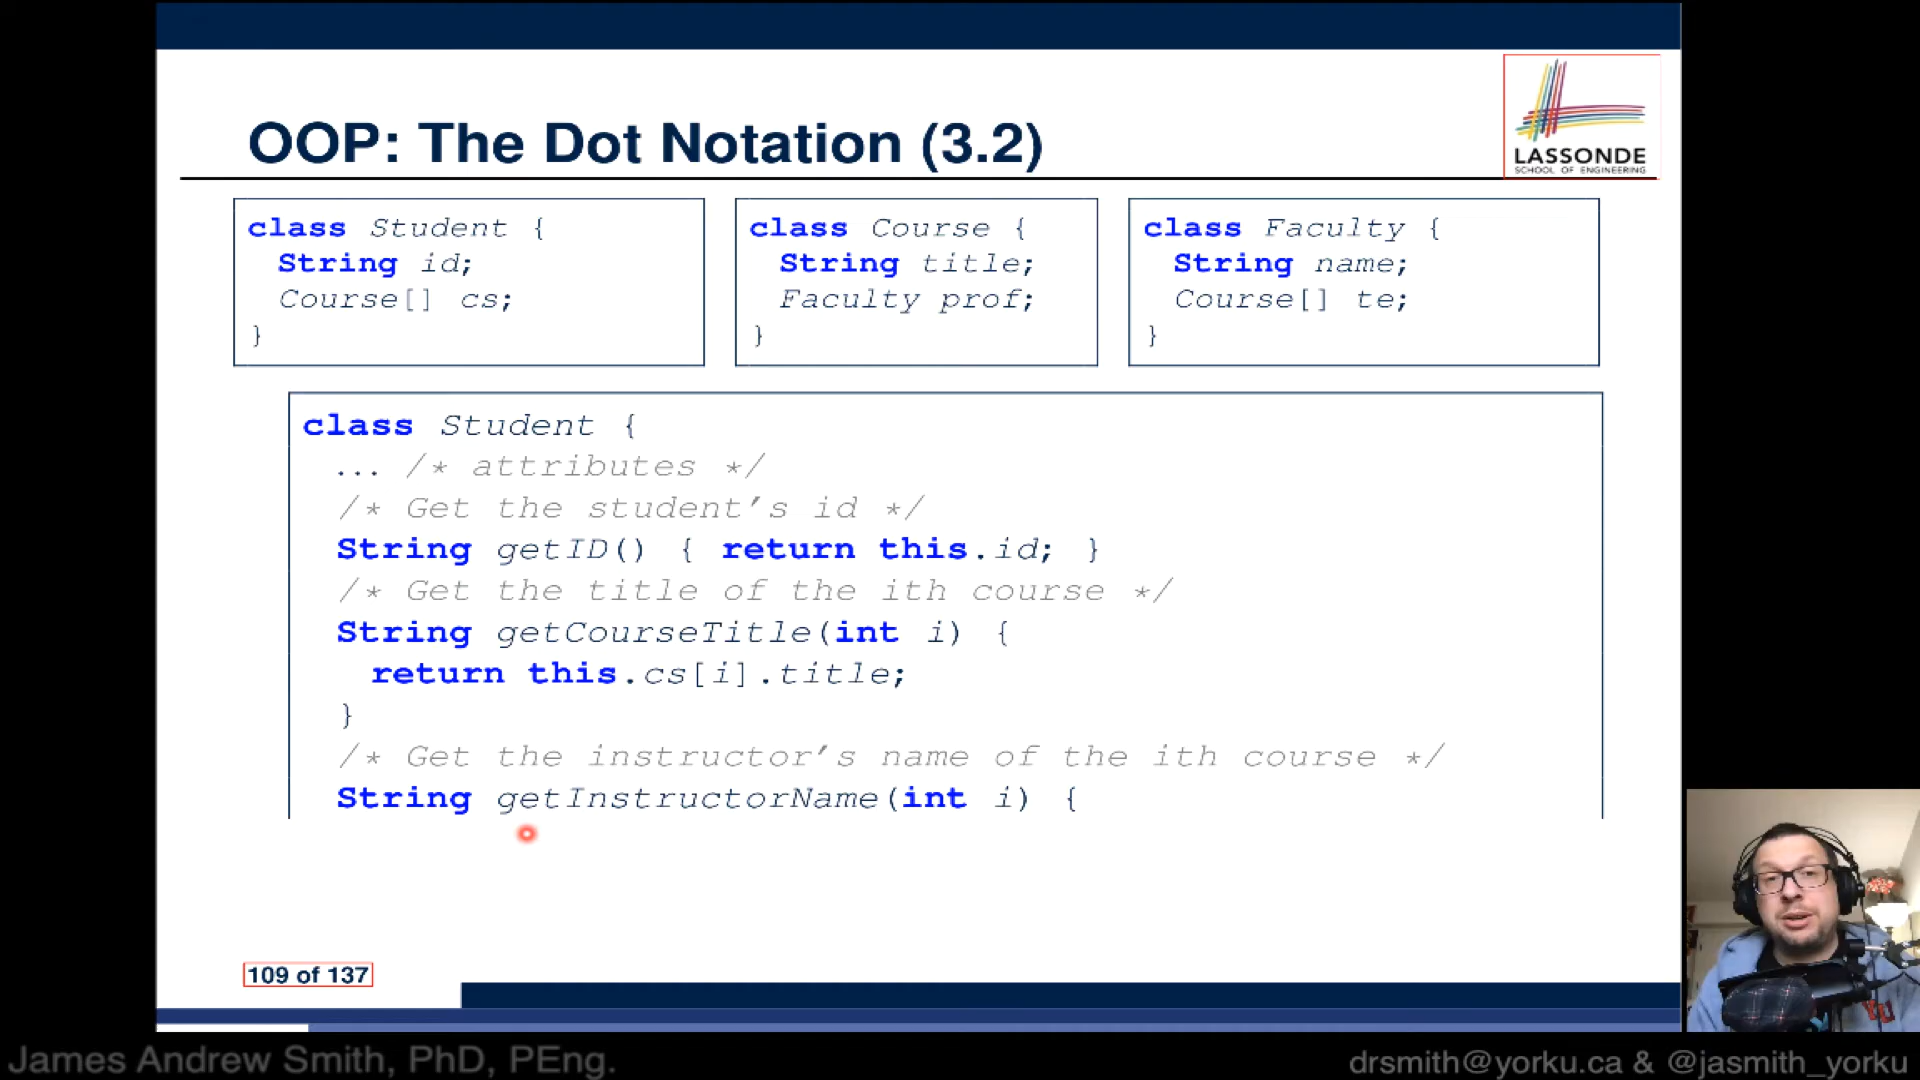 LASSONDE
SCHOOL OF ENGINEERING
OOP: The Dot Notation (3.2)
class Student {
String id;
Course[] cs;
}
class Course {
String title;
Faculty prof;
}
class Faculty {
String name;
Course[] te;
}
class Student {
... /* attributes */
/* Get the student's id */
String getID() { return this.id; }
/* Get the title of the ith course */
String getCourseTitle(int i) {
return this.cs[i].title;
}
/* Get the instructor's name of the ith course */
String getInstructorName(int i) {
109 of 137
James Andrew Smith, PhD, PEng.
drsmith@yorku.ca & @jasmith_yorku